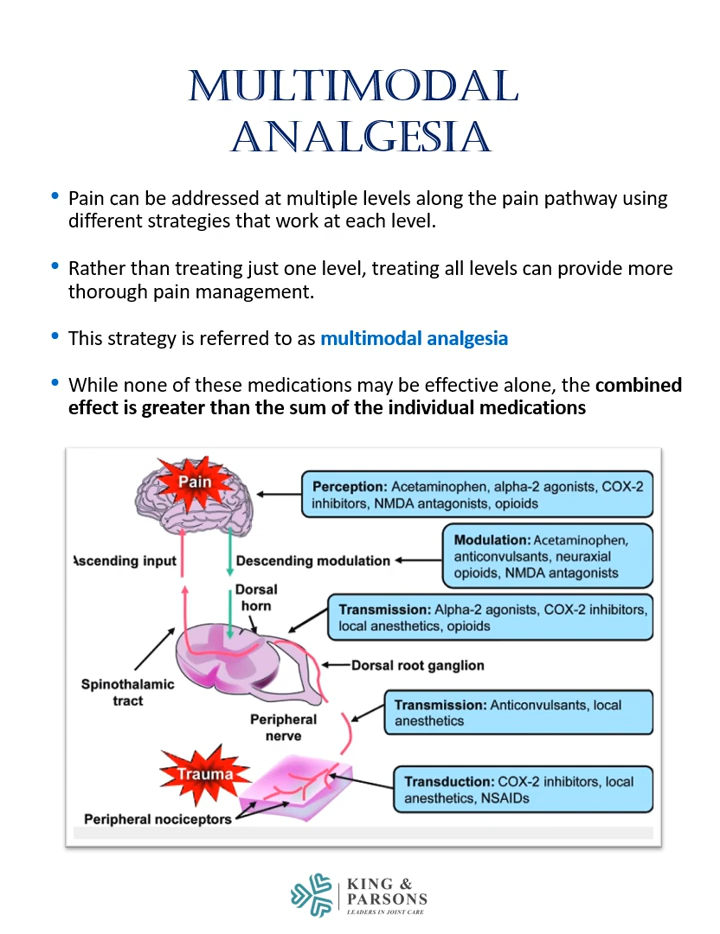 MULTIMODAL
ANALGESIA
• Pain can be addressed at multiple levels along the pain pathway using
different strategies that work at each level.
• Rather than treating just one level, treating all levels can provide more
thorough pain management.
• This strategy is referred to as multimodal analgesia
• While none of these medications may be effective alone, the combined
effect is greater than the sum of the individual medications
Pain
Perception: Acetaminophen, alpha-2 agonists, COX-2
inhibitors, NMDA antagonists, opioids
Ascending input
Descending modulation
Modulation: Acetaminophen,
anticonvulsants, neuraxial
opioids, NMDA antagonists
Dorsal
horn
Transmission: Alpha-2 agonists, COX-2 inhibitors,
local anesthetics, opioids
Dorsal root ganglion
Spinothalamic
tract
Peripheral
nerve
Transmission: Anticonvulsants, local
anesthetics
Trauma
Transduction: COX-2 inhibitors, local
anesthetics, NSAIDs
Peripheral nociceptors
KING &
PARSONS
LEADERS IN JOINT CARE